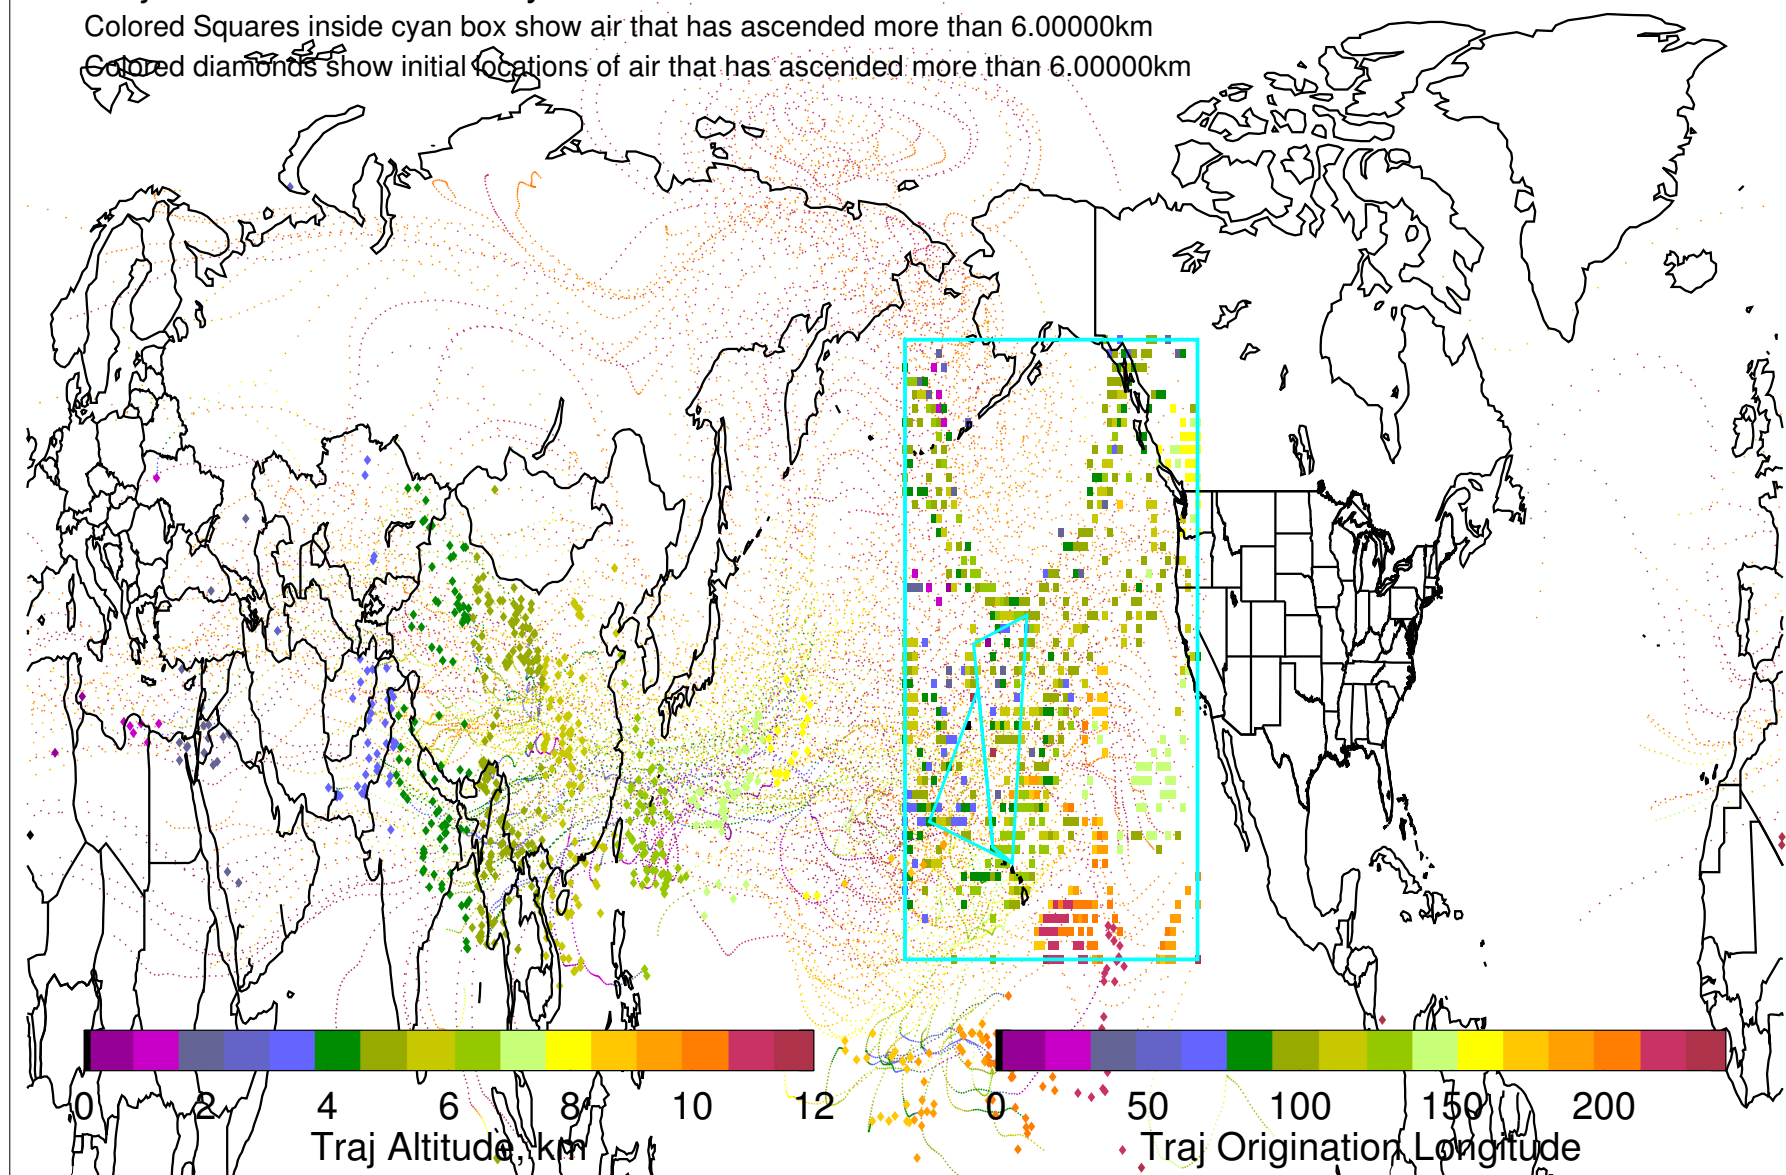 Colored Squares inside cyan box show air that has ascended more than 6.00000km
Colored diamonds show initial locations of air that has ascended more than 6.00000km
0 2 4 6 8 10 12
Traj Altitude, km
0 50 100 150 200
Traj Origination Longitude